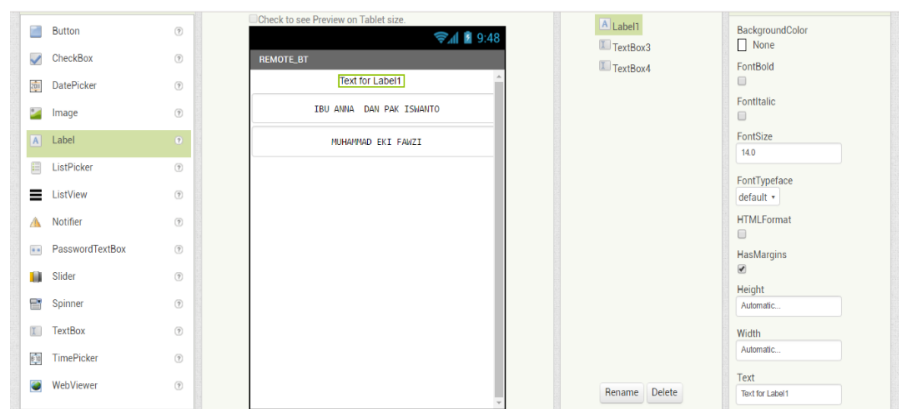 Button
CheckBox
DatePicker
Image
Label
ListPicker
ListView
Notifier
PasswordTextBox
Slider
Spinner
TextBox
TimePicker
WebViewer
Check to see Preview on Tablet size.
9:48
REMOTE_BT
Text for Label1
IBU ANNA DAN PAK ISWANTO
MUHAMMAD EKI FAWZI
Label1
TextBox3
TextBox4
Rename Delete
BackgroundColor
None
FontBold
FontItalic
FontSize
14.0
FontTypeface
default
HTMLFormat
HasMargins
Height
Automatic...
Width
Automatic...
Text
Text for Label1